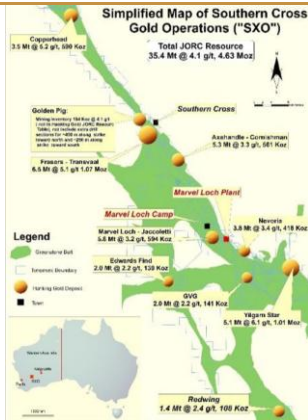 Simplified Map of Southern Cross
Gold Operations ("SXO")
Copperhead
3.5 Mt @ 5.2 g/t, 590 Koz
Total JORC Resource
35.4 Mt @ 4.1 g/t, 4.63 Moz
Southern Cross
Golden Pig:
Axehandle - Cornishman
5.3 Mt @ 3.3 g/t, 561 Koz
Frasers - Transvaal
6.5 Mt @ 5.1 g/t 1.07 Moz
Marvel Loch Plant
Marvel Loch Camp
Nevoria
3.8 Mt @ 3.4 g/t, 418 Koz
Marvel Loch - Jaccoletti
5.8 Mt @ 3.2 g/t, 594 Koz
Legend
Greenstone Belt
Tenement Boundary
Hanking Gold Deposit
Town
Edwards Find
2.0 Mt @ 2.2 g/t, 138 Koz
GVG
2.0 Mt @ 2.2 g/t, 141 Koz
Yilgarn Star
5.1 Mt @ 6.1 g/t, 1.01 Moz
Perth
SXO
Redwing
1.4 Mt @ 2.4 g/t, 108 Koz